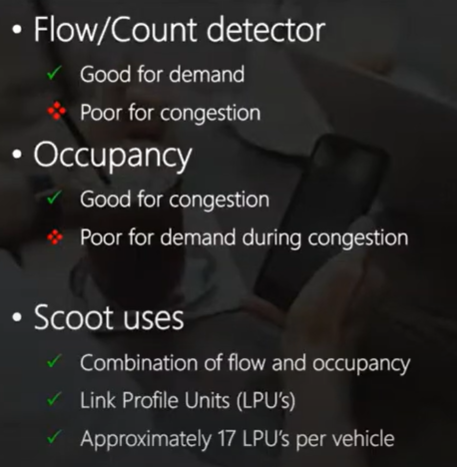 • Flow/Count detector
✓ Good for demand
❖ Poor for congestion
• Occupancy
✓ Good for congestion
❖ Poor for demand during congestion
• Scoot uses
✓ Combination of flow and occupancy
✓ Link Profile Units (LPU's)
✓ Approximately 17 LPU's per vehicle